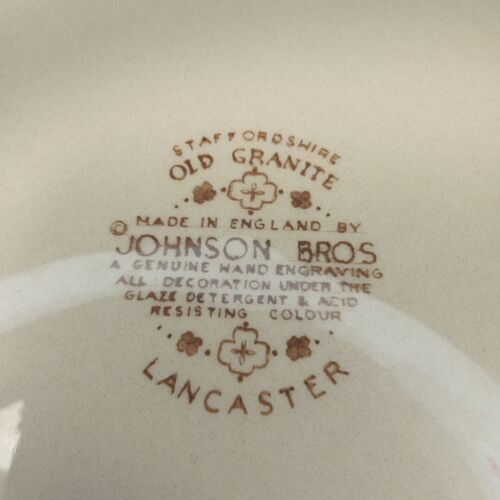 STAFFORDSHIRE
OLD GRANITE
© MADE IN ENGLAND BY
JOHNSON BROS
A GENUINE HAND ENGRAVING
ALL DECORATION UNDER THE
GLAZE DETERGENT & ACID
RESISTING COLOUR
LANCASTER